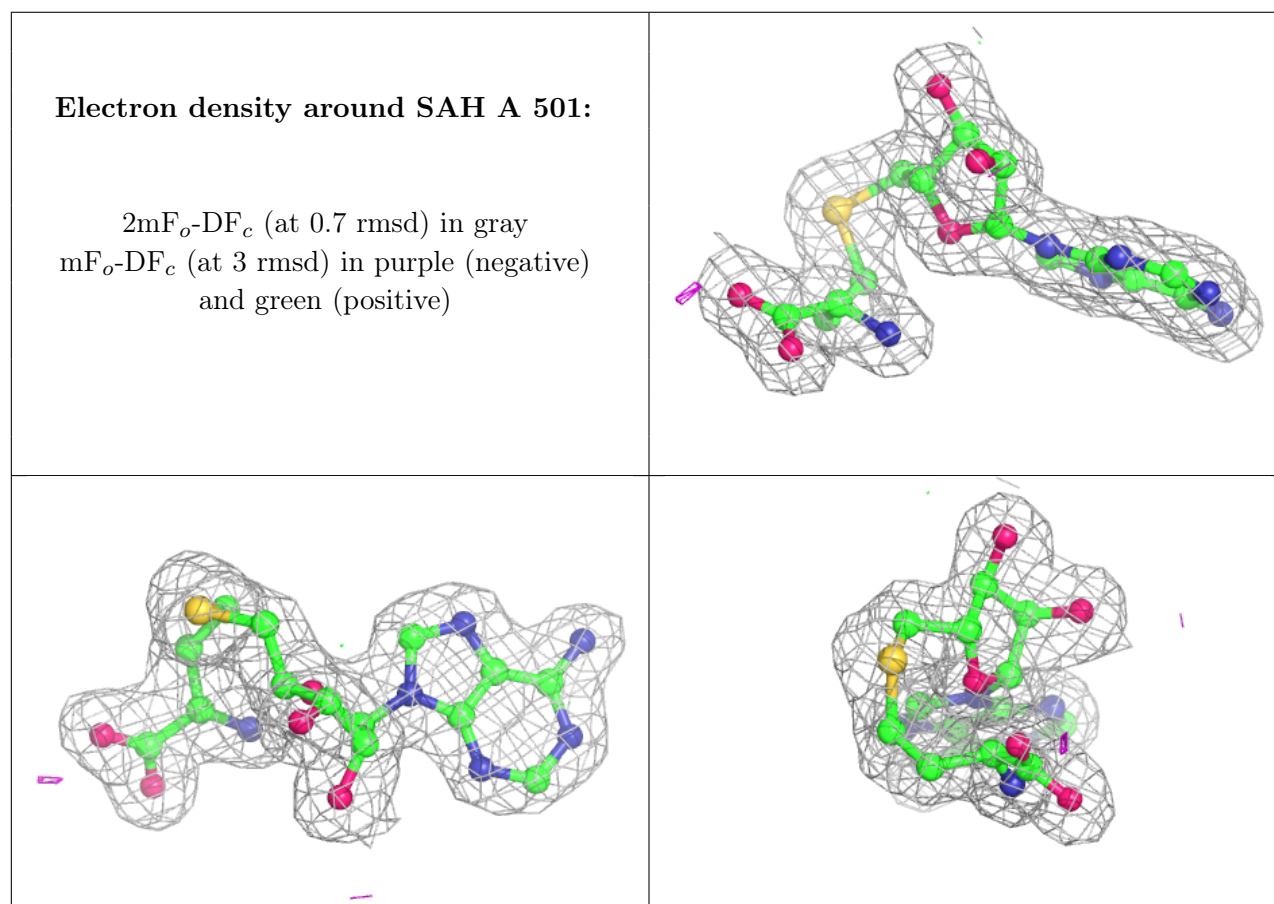 Electron density around SAH A 501:
2mFo-DFc (at 0.7 rmsd) in gray
mFo-DFc (at 3 rmsd) in purple (negative)
and green (positive)